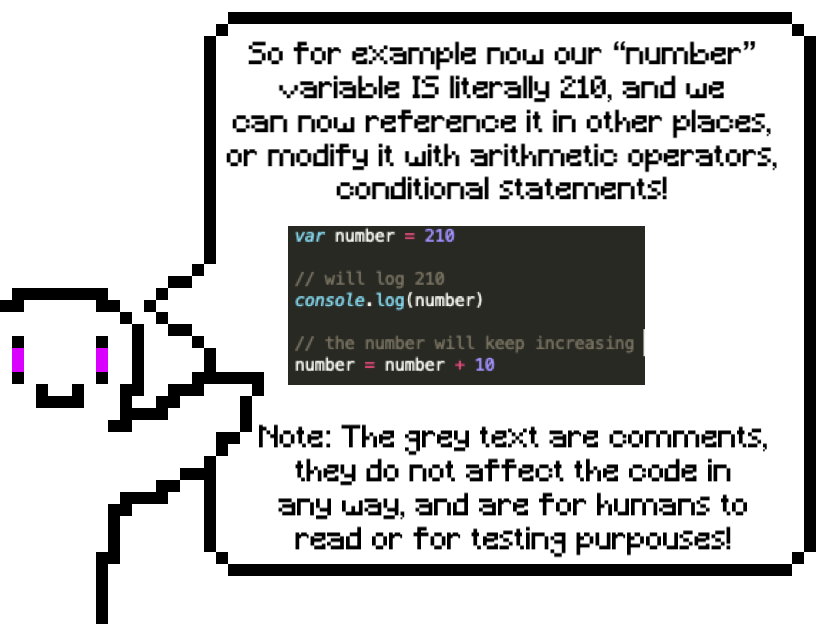 So for example now our “number”
variable IS literally 210, and we
can now reference it in other places,
or modify it with arithmetic operators,
conditional statements!
var number = 210
// will log 210
console.log(number)
// the number will keep increasing
number = number + 10
Note: The grey text are comments,
they do not affect the code in
any way, and are for humans to
read or for testing purpouses!